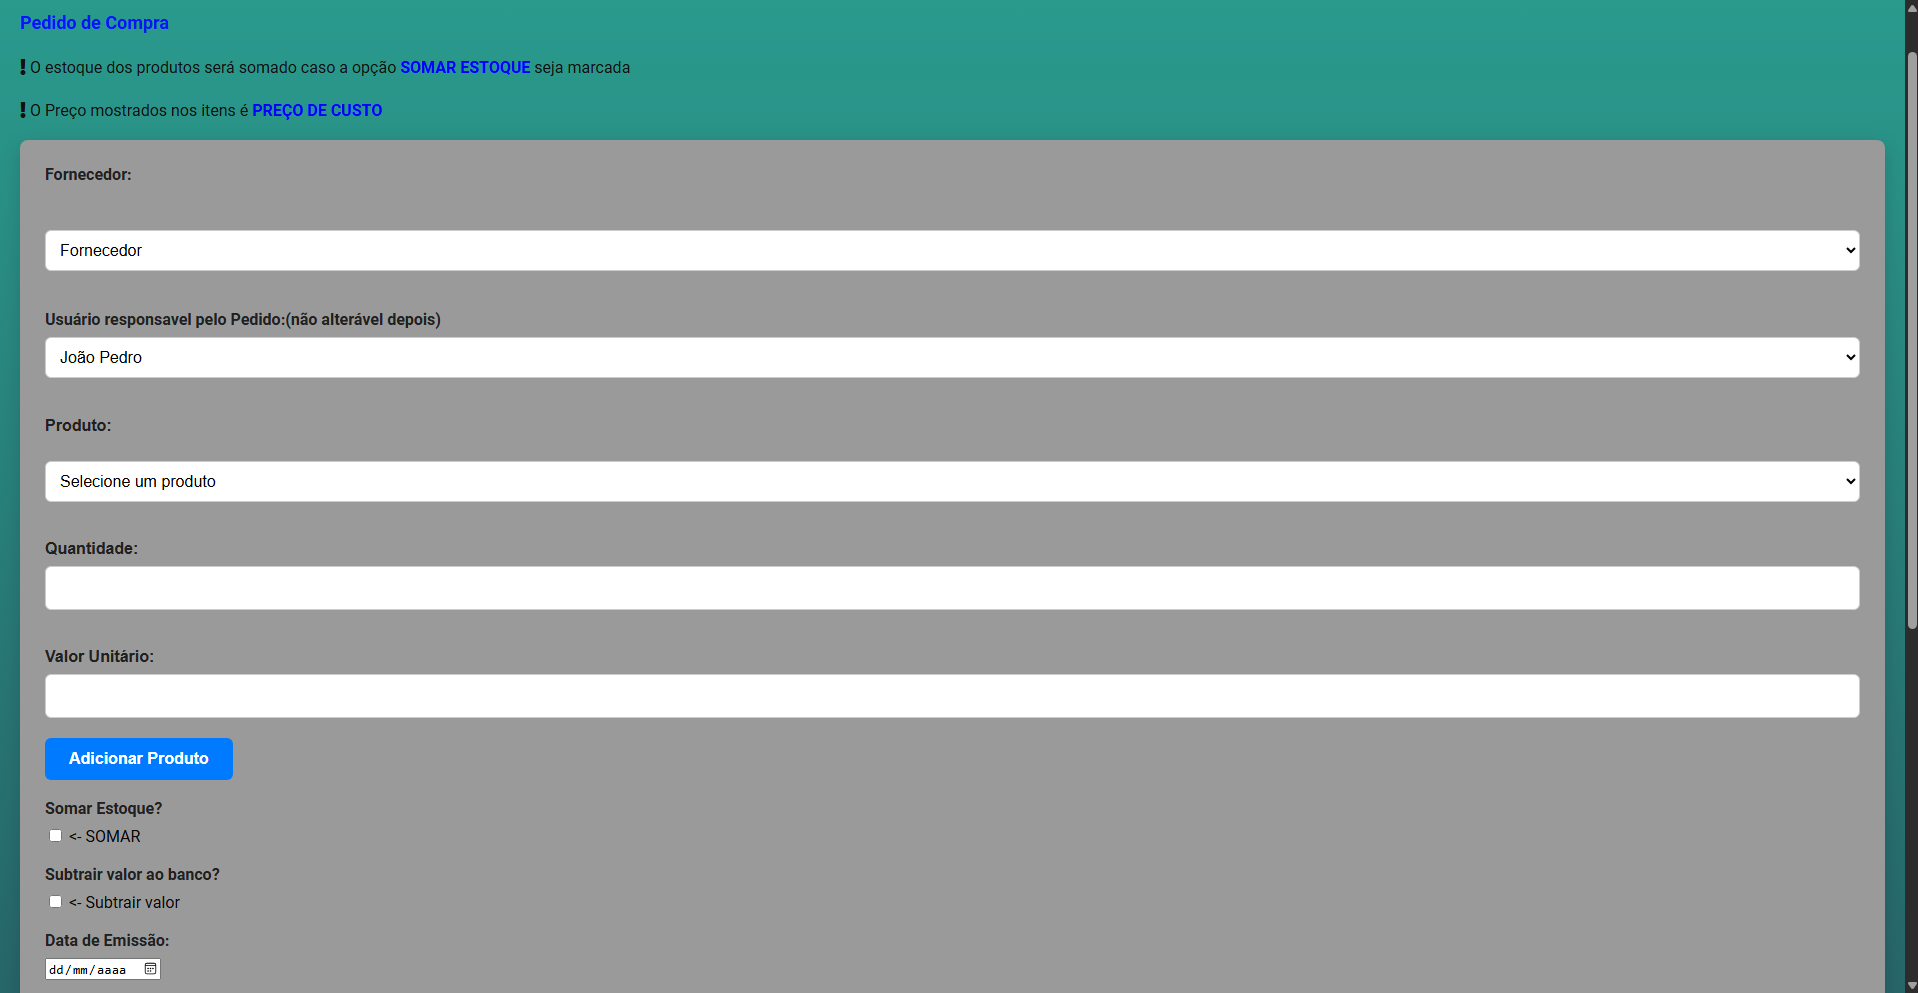 Pedido de Compra
! O estoque dos produtos será somado caso a opção SOMAR ESTOQUE seja marcada
! O Preço mostrados nos itens é PREÇO DE CUSTO
Fornecedor:
Fornecedor
Usuário responsavel pelo Pedido:(não alterável depois)
João Pedro
Produto:
Selecione um produto
Quantidade:
Valor Unitário:
Adicionar Produto
Somar Estoque?
<- SOMAR
Subtrair valor ao banco?
<- Subtrair valor
Data de Emissão:
dd/mm/aaaa